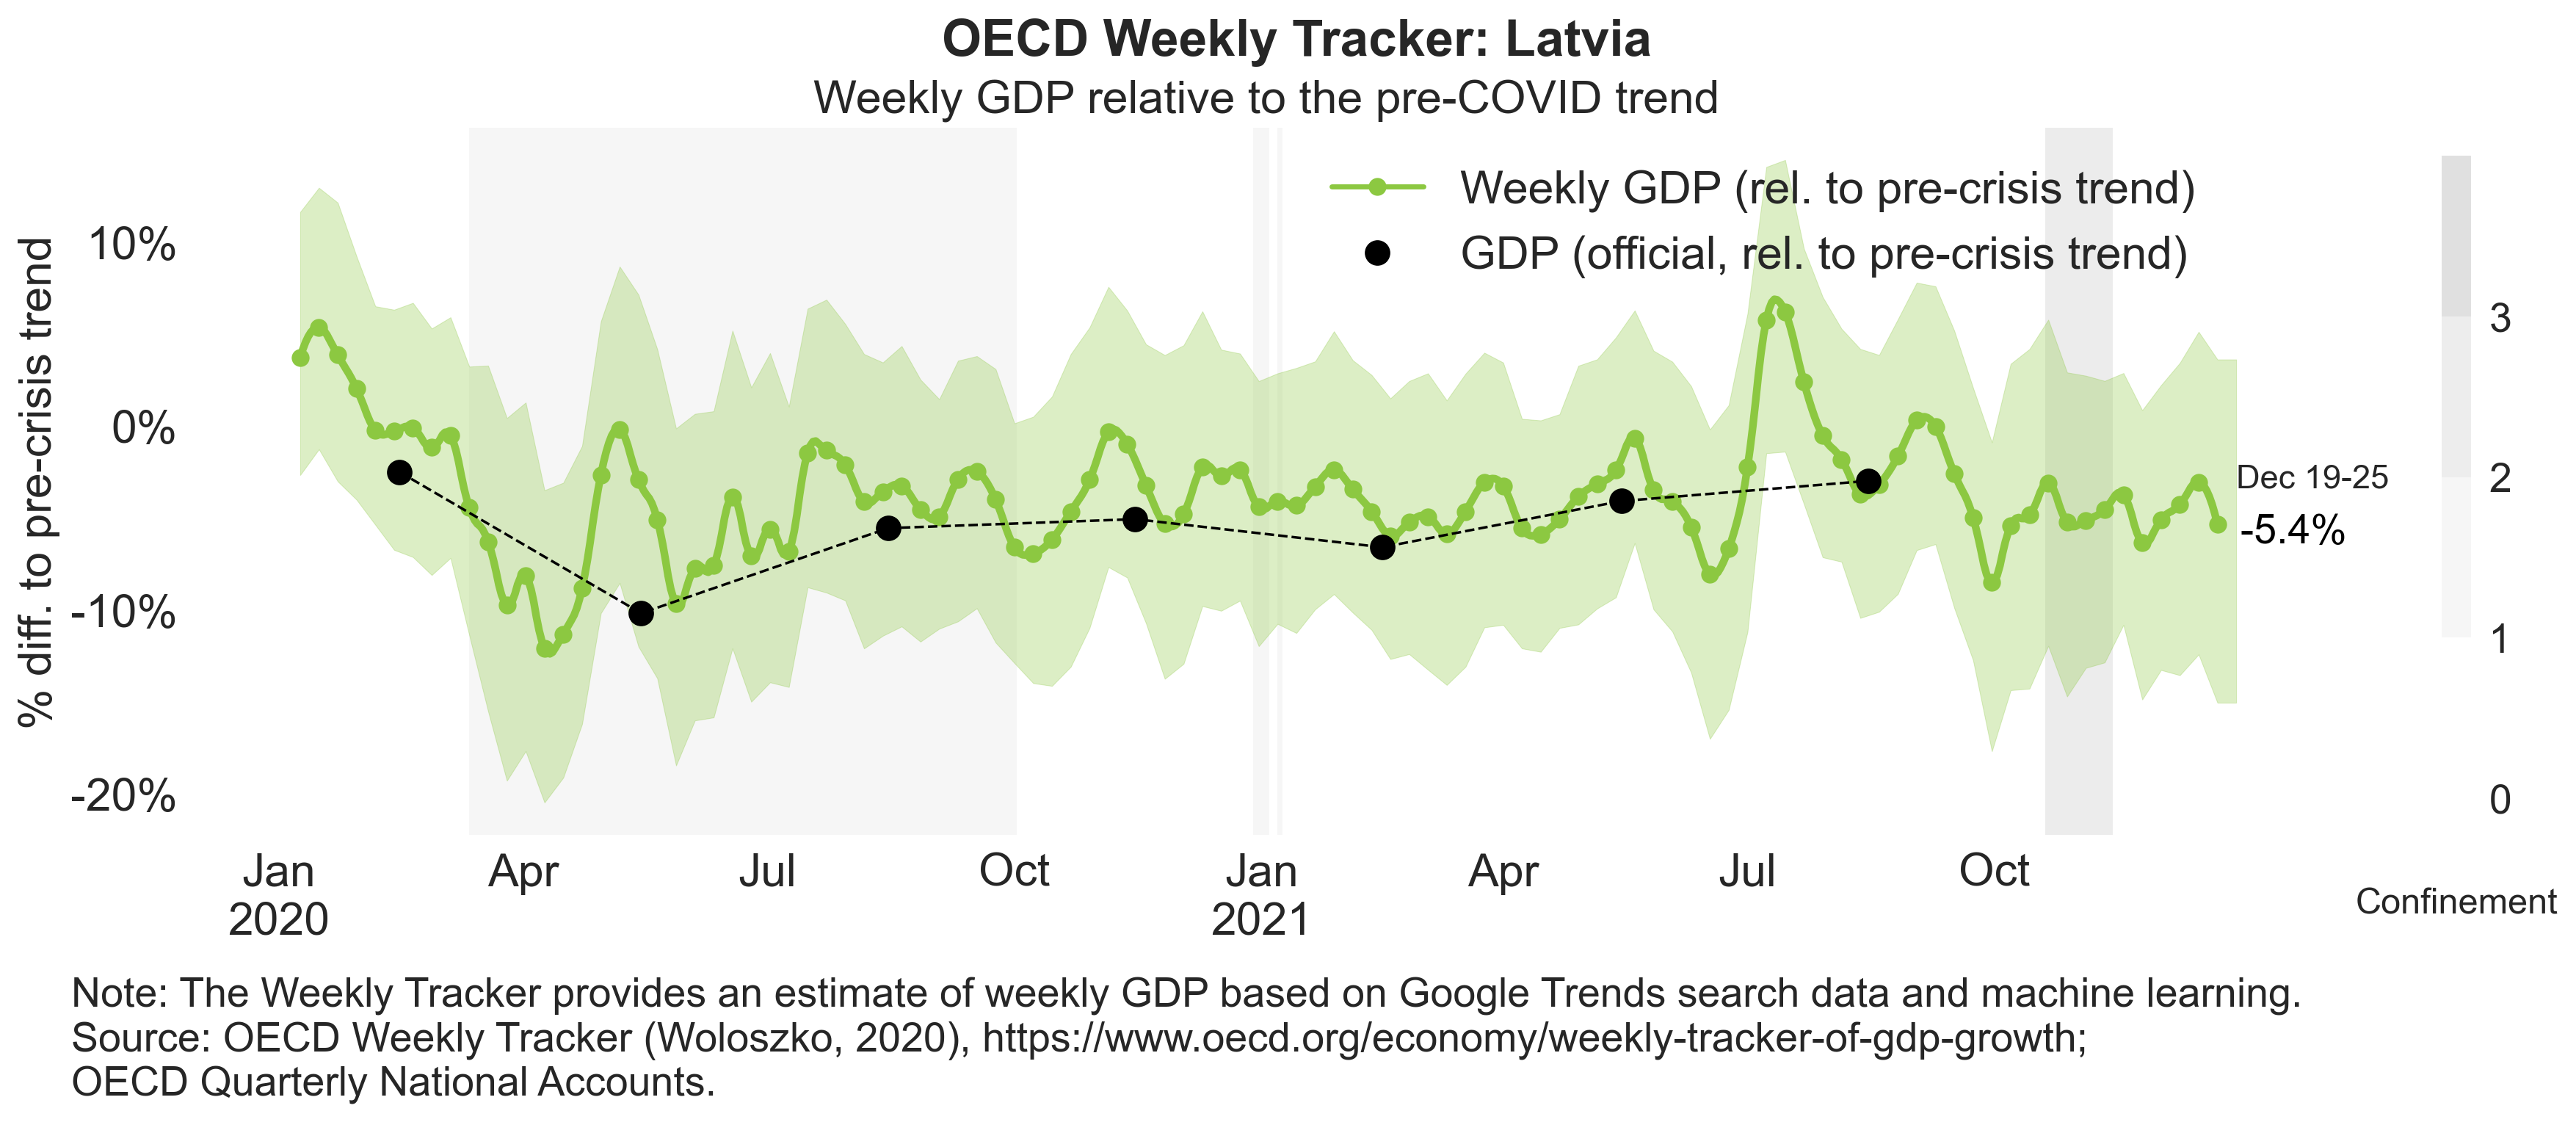 OECD Weekly Tracker: Latvia
Weekly GDP relative to the pre-COVID trend
% diff. to pre-crisis trend
10%
0%
-10%
-20%
Weekly GDP (rel. to pre-crisis trend)
GDP (official, rel. to pre-crisis trend)
Dec 19-25
-5.4%
3
2
1
0
Confinement
Jan Apr Jul Oct Jan Apr Jul Oct
2020 2021
Note: The Weekly Tracker provides an estimate of weekly GDP based on Google Trends search data and machine learning.
Source: OECD Weekly Tracker (Woloszko, 2020), https://www.oecd.org/economy/weekly-tracker-of-gdp-growth;
OECD Quarterly National Accounts.